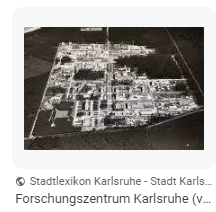 Stadtlexikon Karlsruhe - Stadt Karls...
Forschungszentrum Karlsruhe (v...